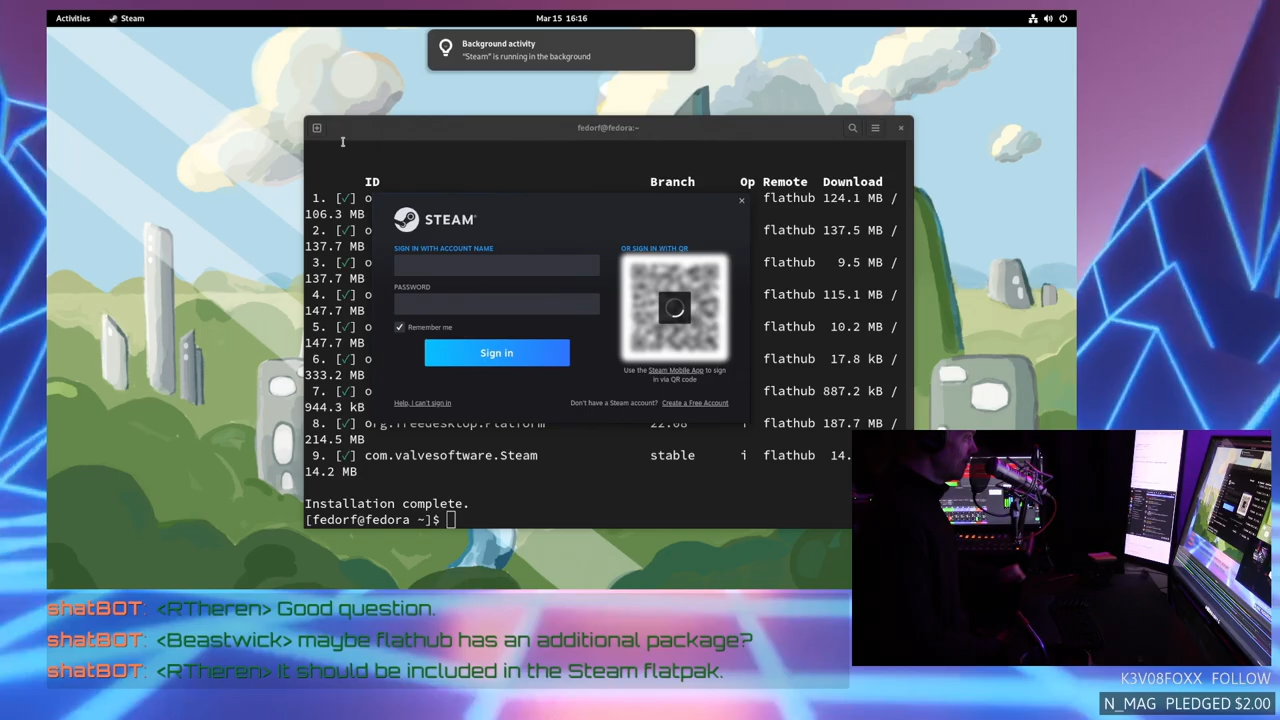 Activities Steam Mar 15 16:16
Background activity
"Steam" is running in the background
fedorf@fedora:~
ID Branch Op Remote Download
1. [✓] o flathub 124.1 MB /
106.3 MB
2. [✓] o flathub 137.5 MB /
137.7 MB
3. [✓] o flathub 9.5 MB /
137.7 MB
4. [✓] o flathub 115.1 MB /
147.7 MB
5. [✓] o flathub 10.2 MB /
147.7 MB
6. [✓] o flathub 17.8 kB /
333.2 MB
7. [✓] o flathub 887.2 kB /
944.3 kB
8. [✓] org.freedesktop.Platform 22.08 i flathub 187.7 MB /
214.5 MB
9. [✓] com.valvesoftware.Steam stable i flathub 14.
14.2 MB
Installation complete.
[fedorf@fedora ~]$
STEAM
SIGN IN WITH ACCOUNT NAME
PASSWORD
Remember me
Sign in
Help, I can't sign in
OR SIGN IN WITH QR
Use the Steam Mobile App to sign
in via QR code
Don't have a Steam account? Create a Free Account
shatBOT: <RTheren> Good question.
shatBOT: <Beastwick> maybe flathub has an additional package?
shatBOT: <RTheren> It should be included in the Steam flatpak.
K3V08FOXX FOLLOW
N_MAG PLEDGED $2.00